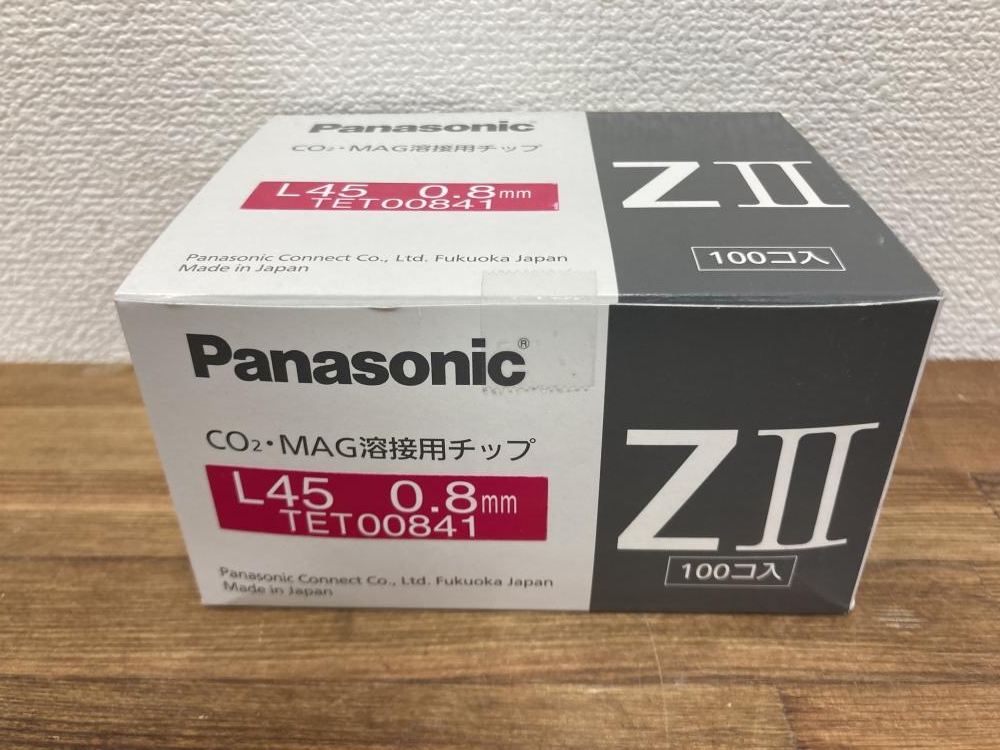 Panasonic
CO₂・MAG溶接用チップ
L45 0.8mm
TET00841
Panasonic Connect Co., Ltd. Fukuoka Japan
Made in Japan
ZII
100コ入
Panasonic®
CO₂・MAG溶接用チップ
L45 0.8mm
TET00841
Panasonic Connect Co., Ltd. Fukuoka Japan
Made in Japan
ZII
100コ入